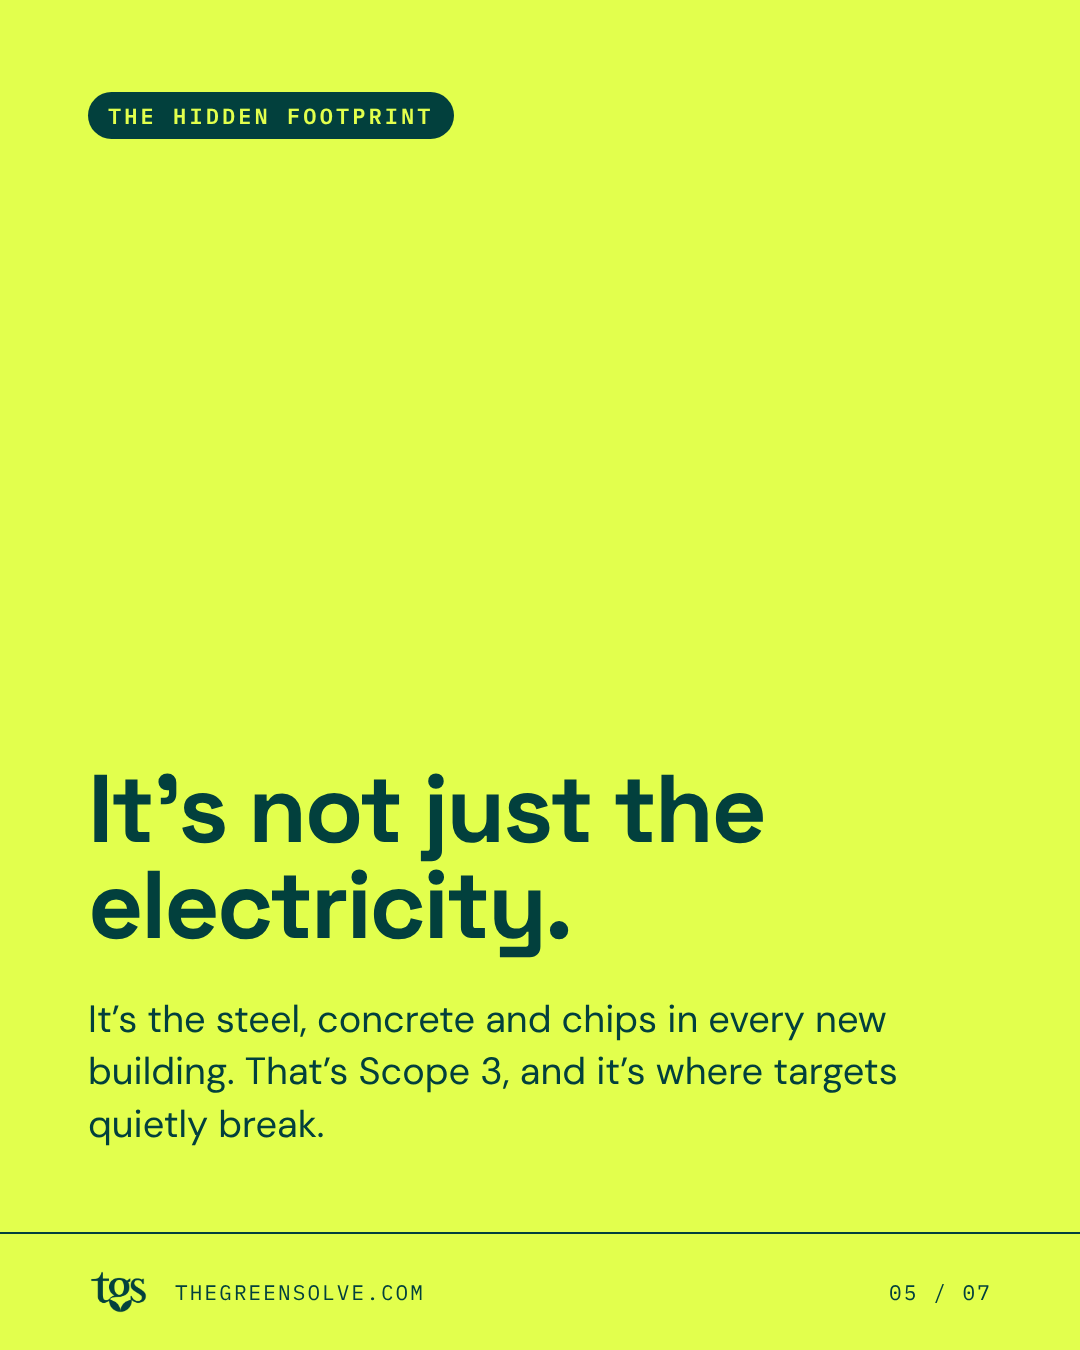 THE HIDDEN FOOTPRINT
It’s not just the
electricity.
It’s the steel, concrete and chips in every new
building. That’s Scope 3, and it’s where targets
quietly break.
tgs THEGREENSOLVE.COM 05 / 07